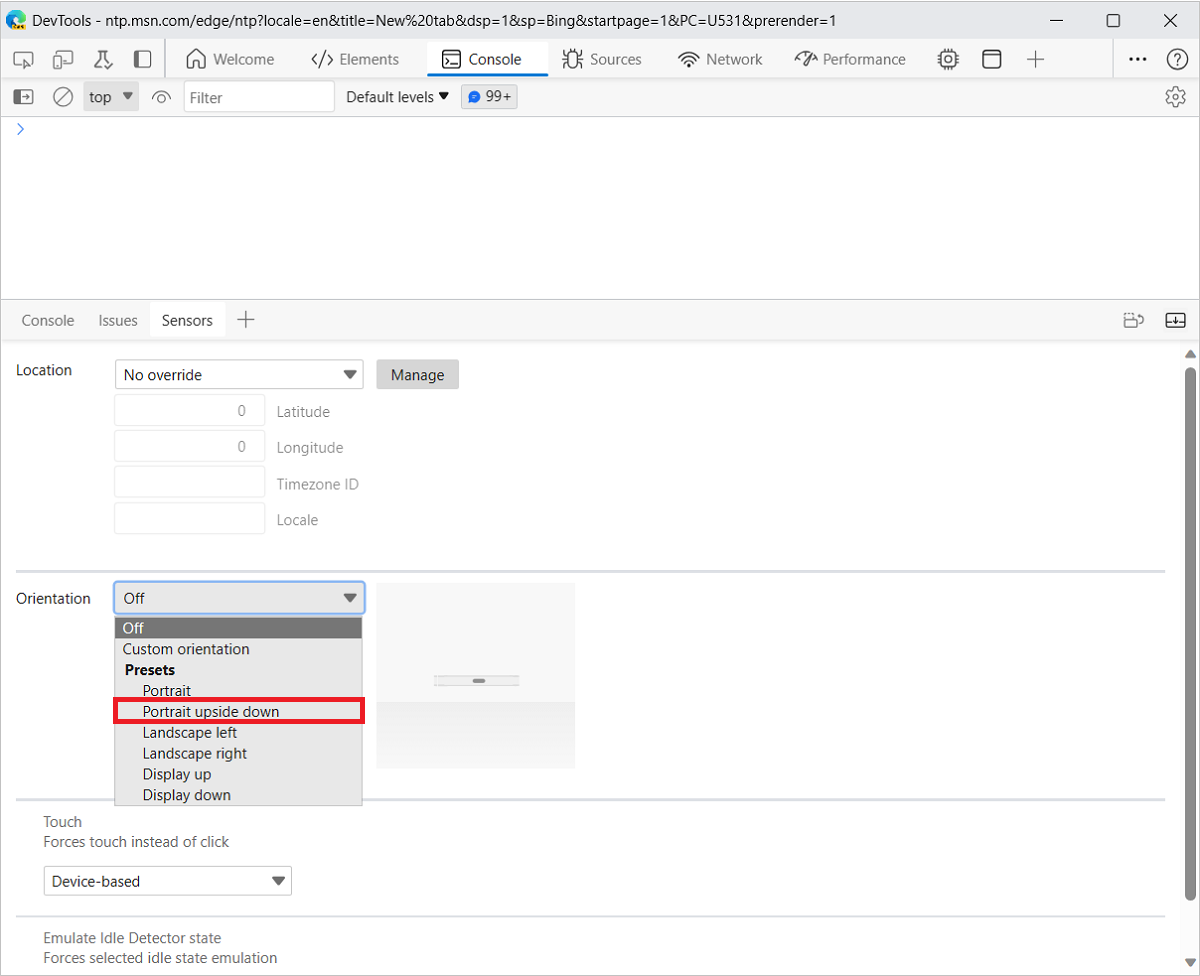 DevTools - ntp.msn.com/edge/ntp?locale=en&title=New%20tab&dsp=1&sp=Bing&startpage=1&PC=U531&prerender=1
Welcome Elements Console Sources Network Performance
top Filter Default levels 99+
Console Issues Sensors
Location No override Manage
0 Latitude
0 Longitude
Timezone ID
Locale
Orientation Off
Off
Custom orientation
Presets
Portrait
Portrait upside down
Landscape left
Landscape right
Display up
Display down
Touch
Forces touch instead of click
Device-based
Emulate Idle Detector state
Forces selected idle state emulation